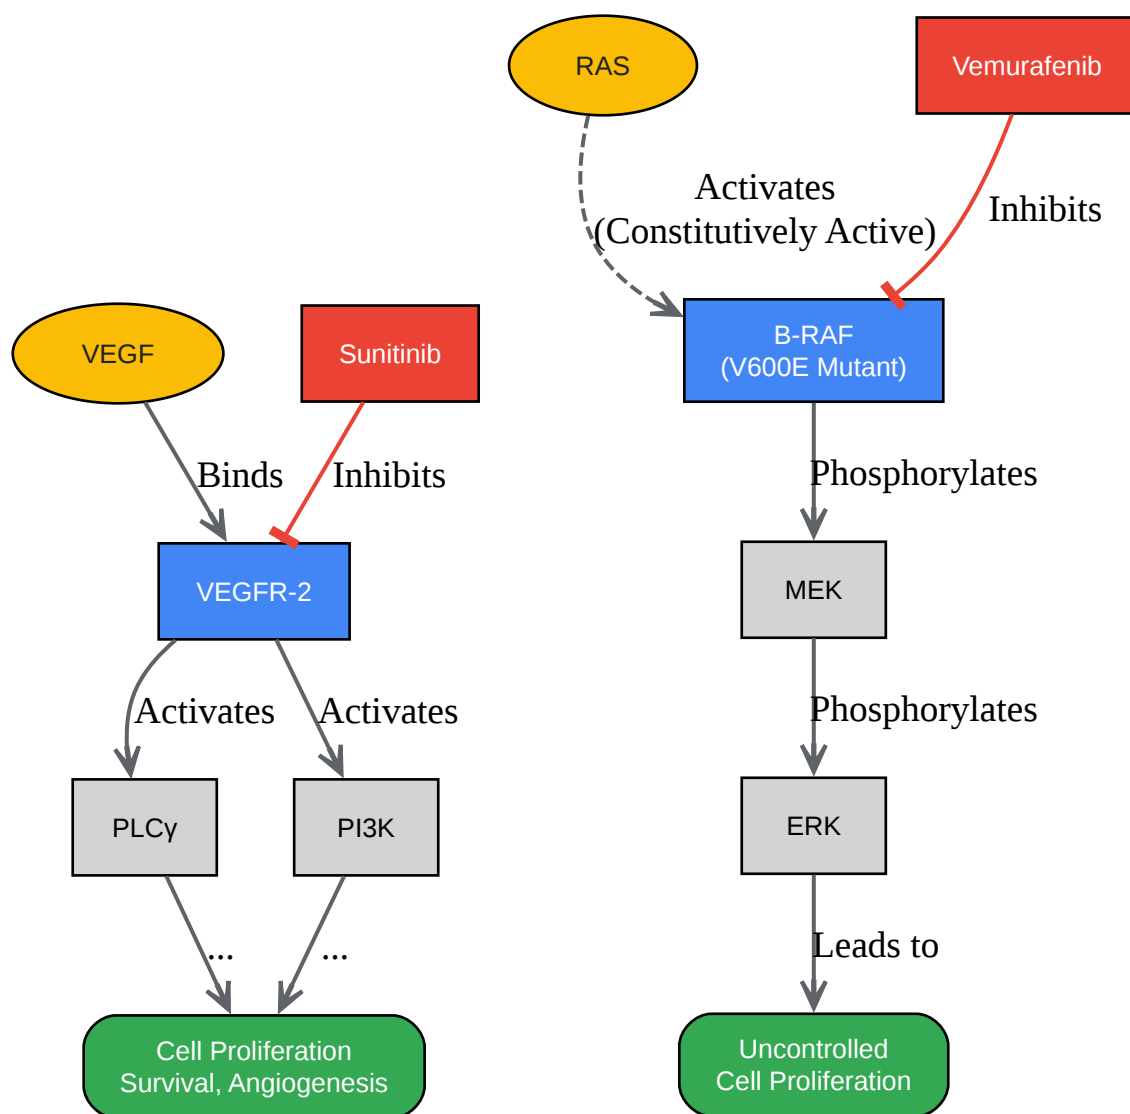 RAS
Vemurafenib
Activates
(Constitutively Active)
Inhibits
VEGF
Sunitinib
B-RAF
(V600E Mutant)
Binds
Inhibits
Phosphorylates
VEGFR-2
MEK
Activates
Activates
Phosphorylates
PLCγ
PI3K
ERK
...
...
Leads to
Cell Proliferation
Survival, Angiogenesis
Uncontrolled
Cell Proliferation